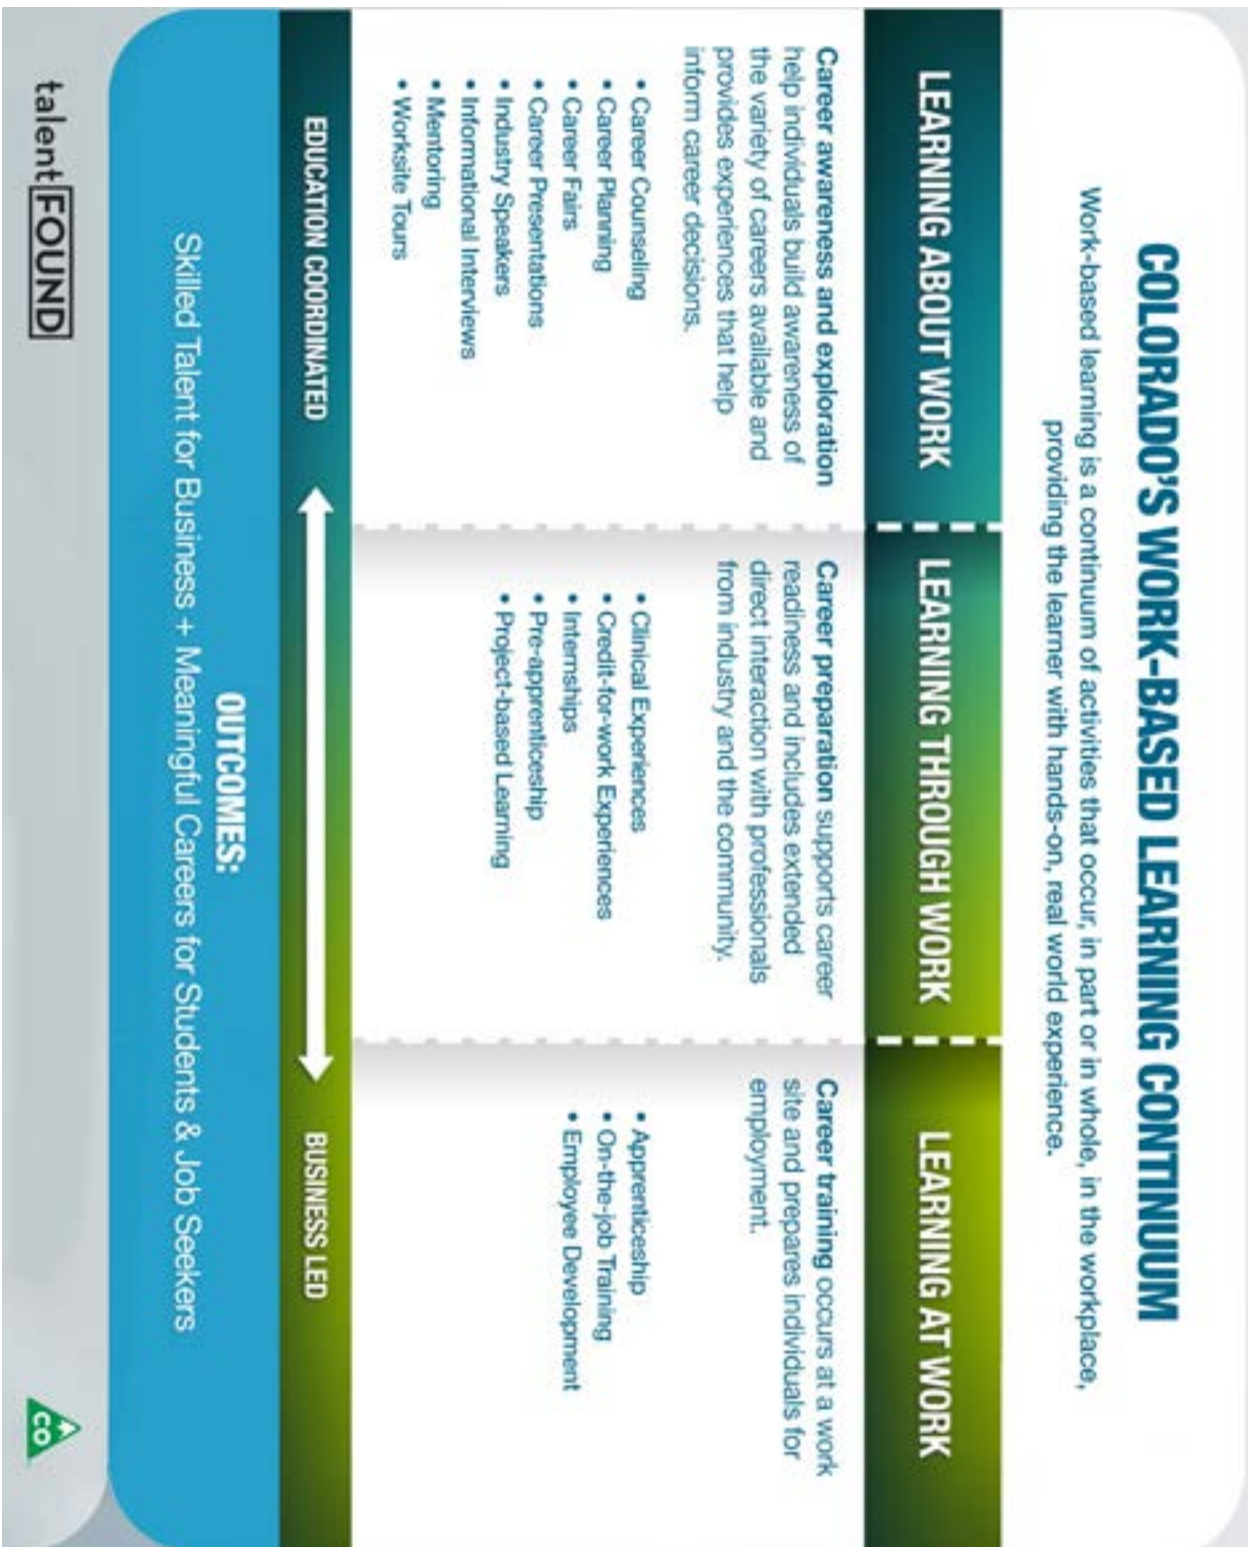 COLORADO'S WORK-BASED LEARNING CONTINUUM
Work-based learning is a continuum of activities that occur, in part or in whole, in the workplace,
providing the learner with hands-on, real world experience.
LEARNING ABOUT WORK
Career awareness and exploration
help individuals build awareness of
the variety of careers available and
provides experiences that help
inform career decisions.
• Career Counseling
• Career Planning
• Career Fairs
• Career Presentations
• Industry Speakers
• Informational Interviews
• Mentoring
• Worksite Tours
LEARNING THROUGH WORK
Career preparation supports career
readiness and includes extended
direct interaction with professionals
from industry and the community.
• Clinical Experiences
• Credit-for-work Experiences
• Internships
• Pre-apprenticeship
• Project-based Learning
LEARNING AT WORK
Career training occurs at a work
site and prepares individuals for
employment.
• Apprenticeship
• On-the-job Training
• Employee Development
EDUCATION COORDINATED
BUSINESS LED
OUTCOMES:
Skilled Talent for Business + Meaningful Careers for Students & Job Seekers
talentFOUND
CO